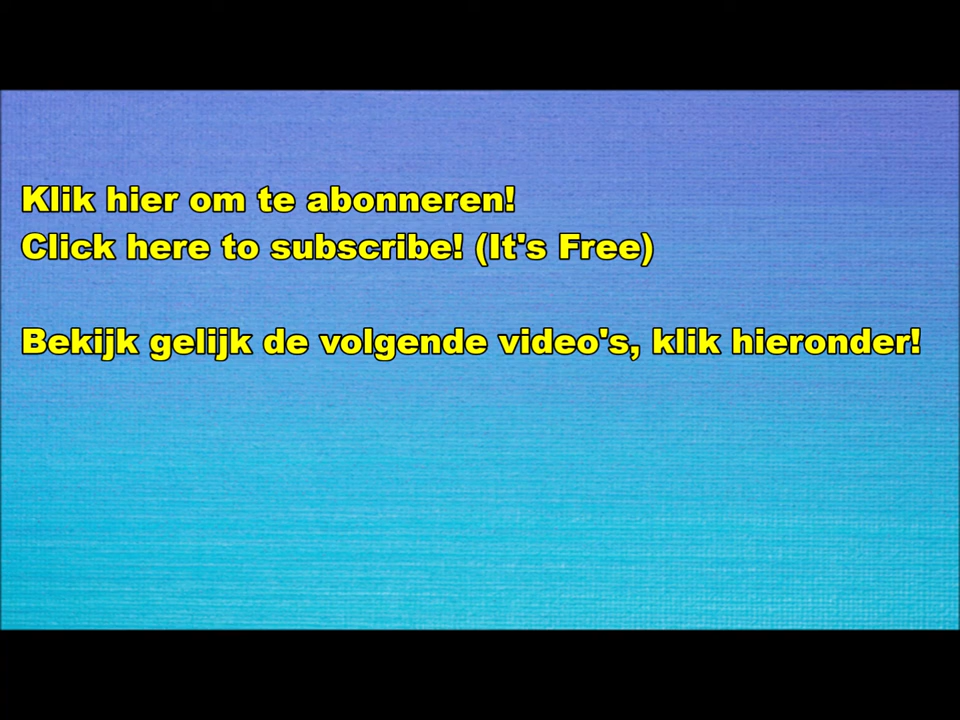 Klik hier om te abonneren!
Click here to subscribe! (It's Free)
Bekijk gelijk de volgende video's, klik hieronder!